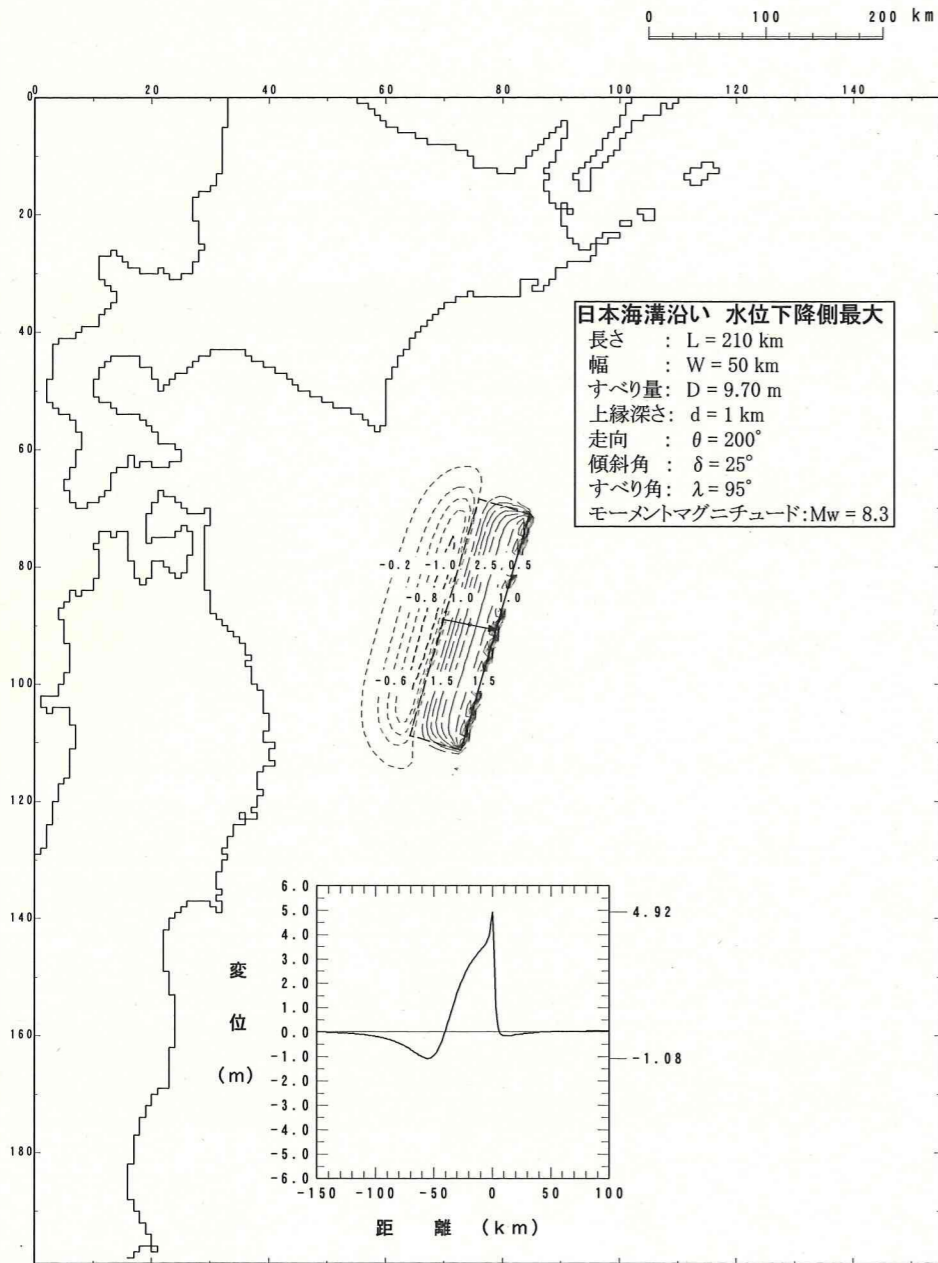 0 100 200 km
0 20 40 60 80 100 120 140
0
20
40
60
80
100
120
140
160
180
日本海溝沿い 水位下降側最大
長さ : L = 210 km
幅 : W = 50 km
すべり量: D = 9.70 m
上縁深さ: d = 1 km
走向 : θ = 200°
傾斜角 : δ = 25°
すべり角: λ = 95°
モーメントマグニチュード:Mw = 8.3
-0.2 -1.0 2.5 0.5
-0.8 1.0 1.0
-0.6 1.5 1.5
6.0
5.0
4.0
3.0
2.0
1.0
0.0
-1.0
-2.0
-3.0
-4.0
-5.0
-6.0
4.92
-1.08
変
位
(m)
-150 -100 -50 0 50 100
距 離 (km)